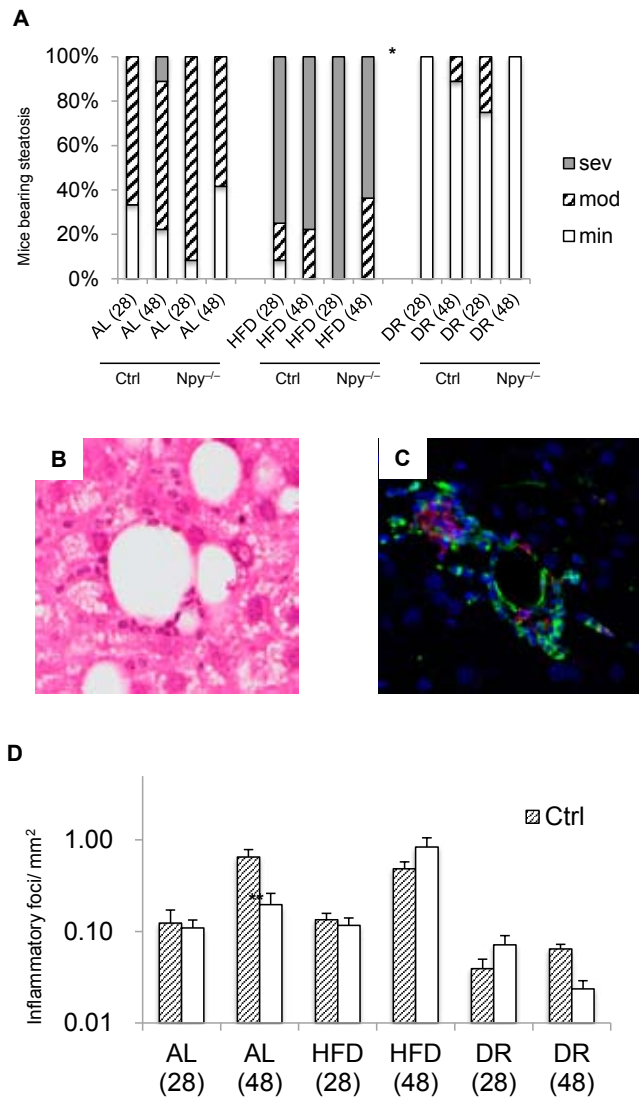 A
Mice bearing steatosis
100%
80%
60%
40%
20%
0%
*
sev
mod
min
AL (28)
AL (48)
AL (28)
AL (48)
HFD (28)
HFD (48)
HFD (28)
HFD (48)
DR (28)
DR (48)
DR (28)
DR (48)
Ctrl Npy⁻/⁻ Ctrl Npy⁻/⁻ Ctrl Npy⁻/⁻
B
C
D
Inflammatory foci/ mm²
1.00
0.10
0.01
**
Ctrl
AL AL HFD HFD DR DR
(28) (48) (28) (48) (28) (48)